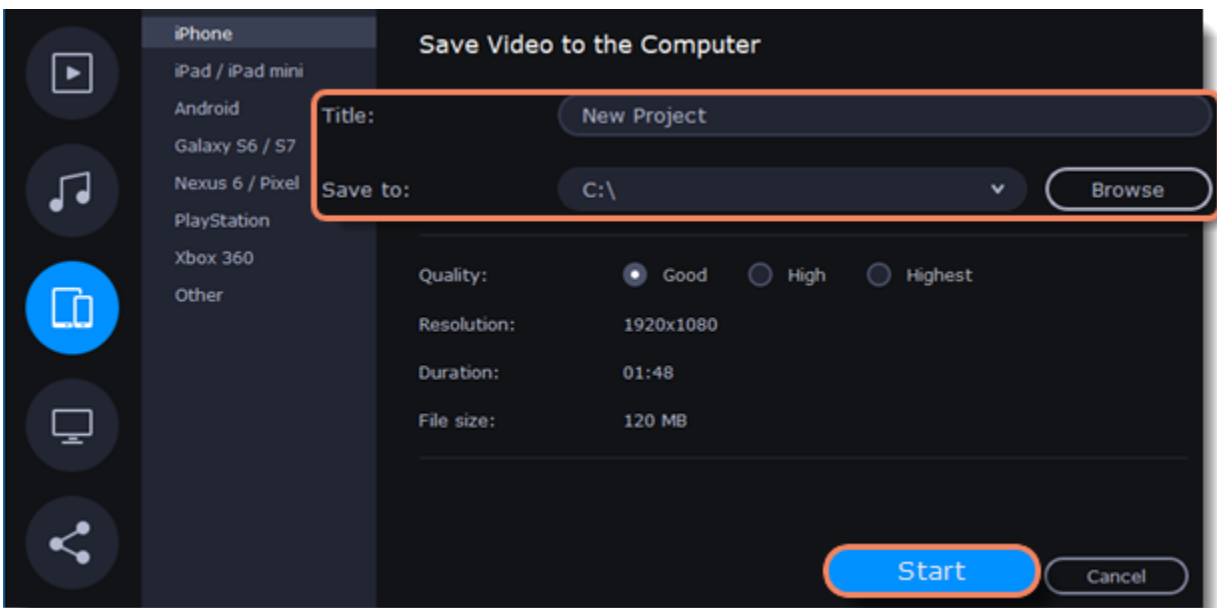 iPhone
iPad / iPad mini
Android
Galaxy S6 / S7
Nexus 6 / Pixel
PlayStation
Xbox 360
Other
Save Video to the Computer
Title: New Project
Save to: C:\ Browse
Quality: Good High Highest
Resolution: 1920x1080
Duration: 01:48
File size: 120 MB
Start Cancel